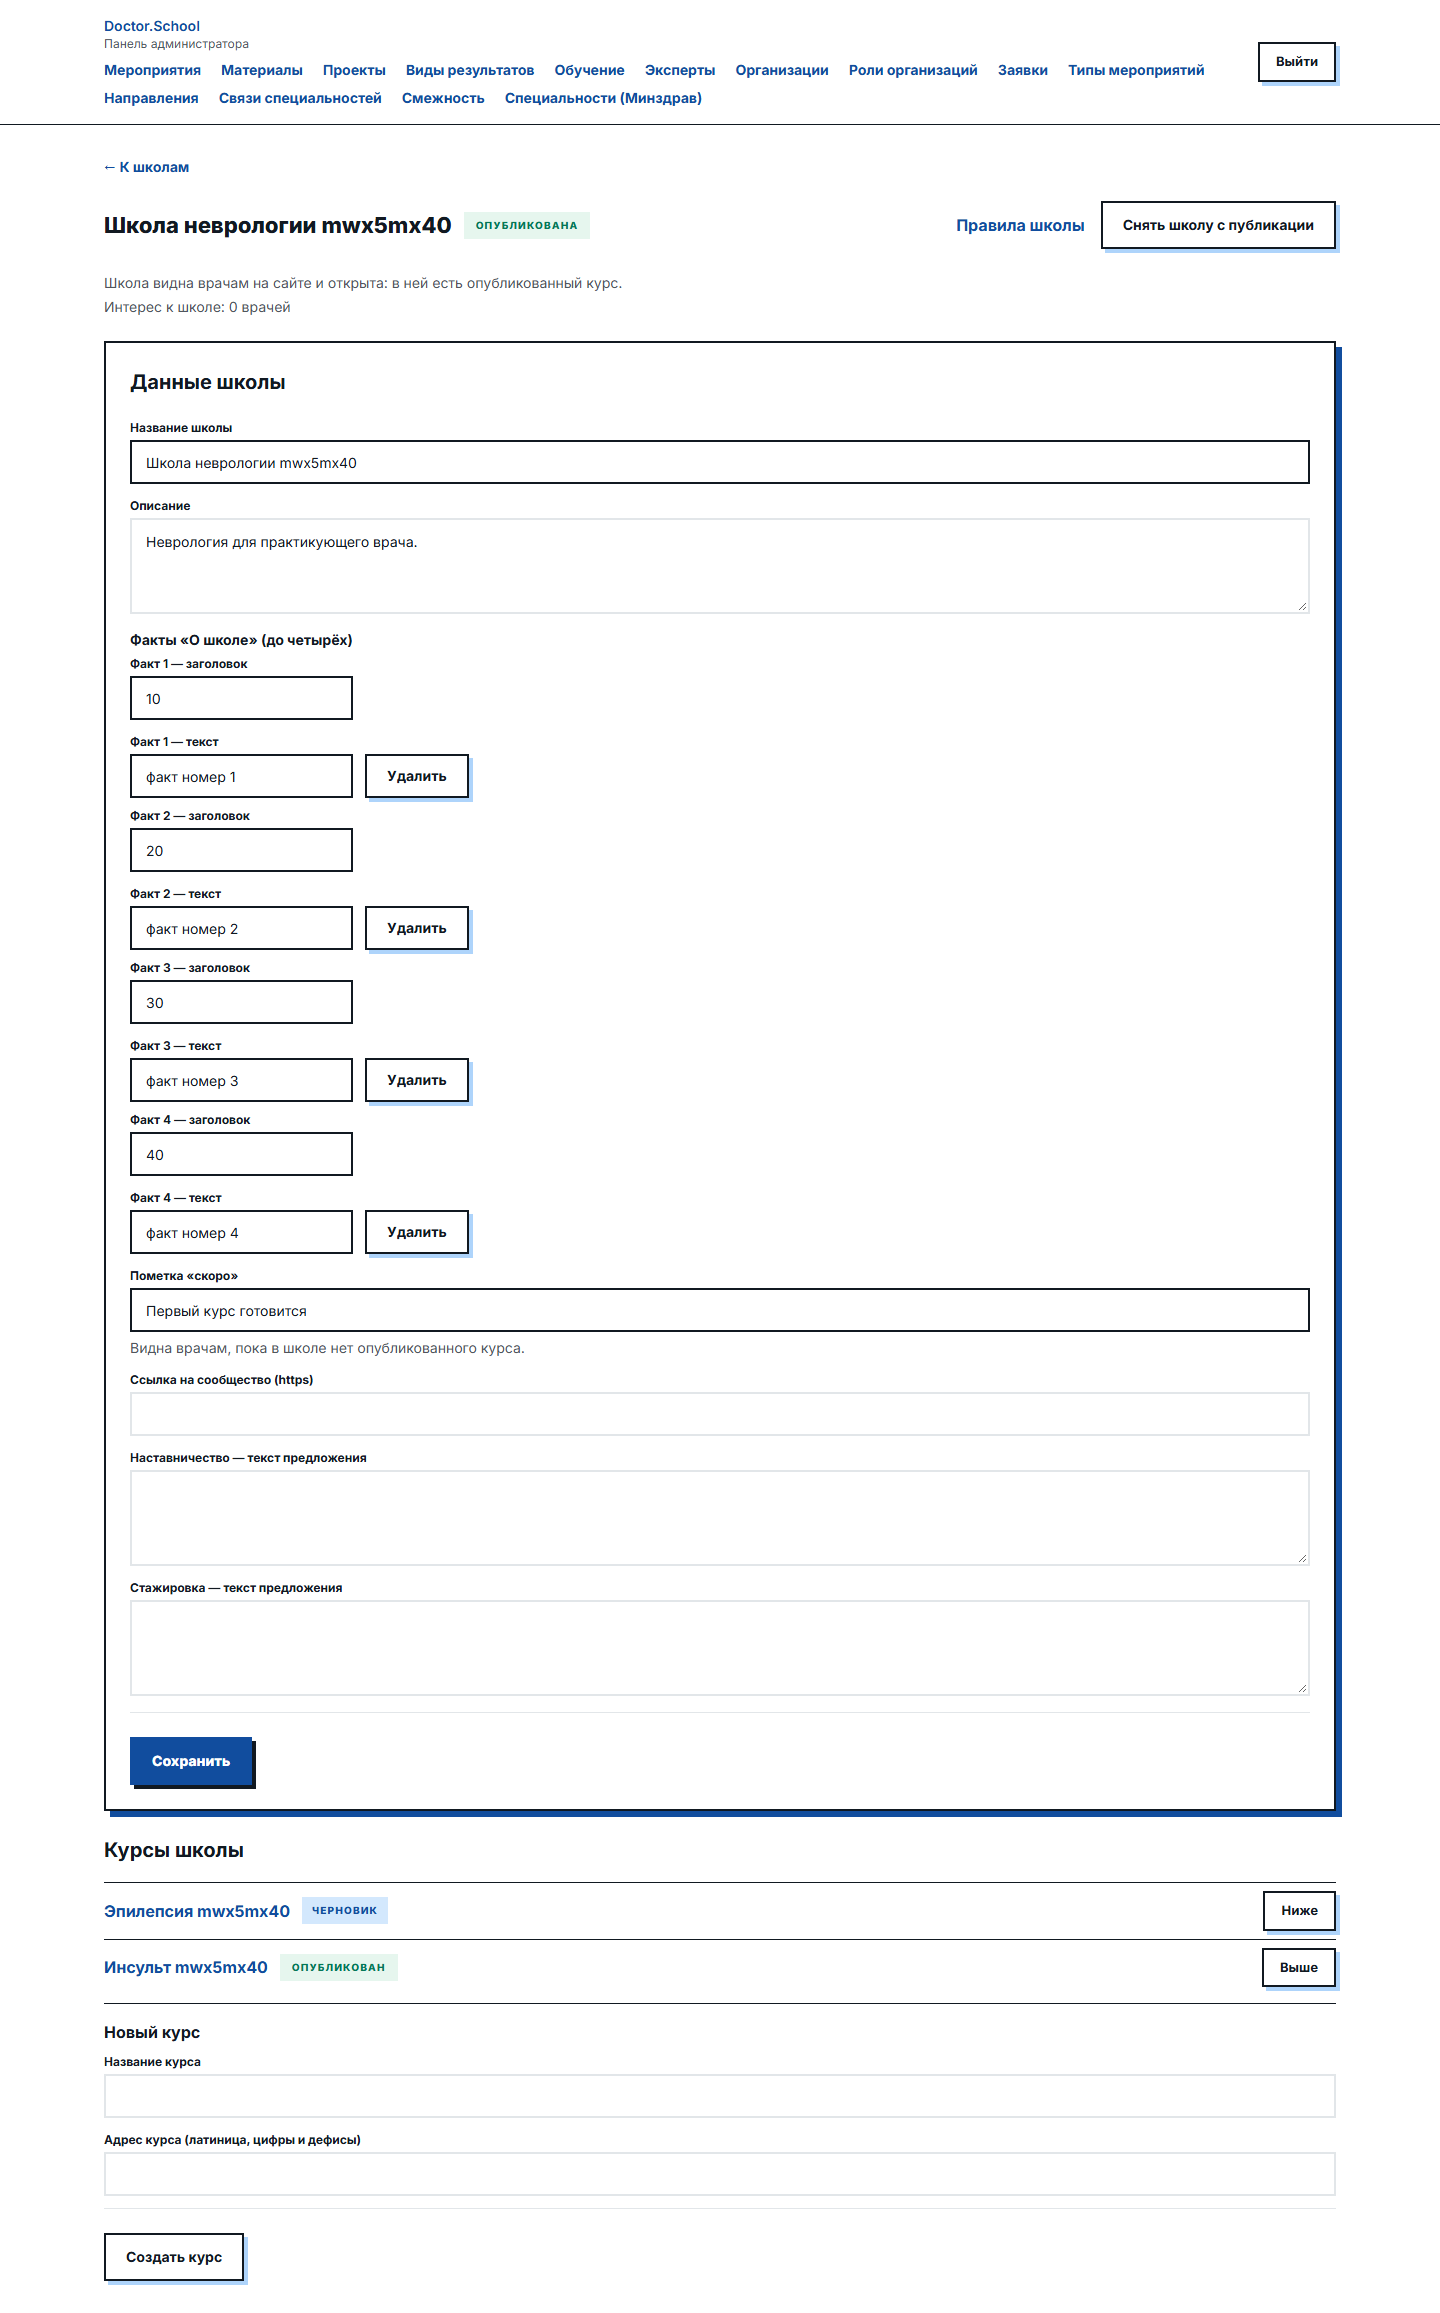 Doctor.School
Панель администратора
Мероприятия Материалы Проекты Виды результатов Обучение Эксперты Организации Роли организаций Заявки Типы мероприятий
Направления Связи специальностей Смежность Специальности (Минздрав)
Выйти
← К школам
Школа неврологии mwx5mx40 ОПУБЛИКОВАНА Правила школы Снять школу с публикации
Школа видна врачам на сайте и открыта: в ней есть опубликованный курс.
Интерес к школе: 0 врачей
Данные школы
Название школы
Школа неврологии mwx5mx40
Описание
Неврология для практикующего врача.
Факты «О школе» (до четырёх)
Факт 1 — заголовок
10
Факт 1 — текст
факт номер 1 Удалить
Факт 2 — заголовок
20
Факт 2 — текст
факт номер 2 Удалить
Факт 3 — заголовок
30
Факт 3 — текст
факт номер 3 Удалить
Факт 4 — заголовок
40
Факт 4 — текст
факт номер 4 Удалить
Пометка «скоро»
Первый курс готовится
Видна врачам, пока в школе нет опубликованного курса.
Ссылка на сообщество (https)
Наставничество — текст предложения
Стажировка — текст предложения
Сохранить
Курсы школы
Эпилепсия mwx5mx40 ЧЕРНОВИК Ниже
Инсульт mwx5mx40 ОПУБЛИКОВАН Выше
Новый курс
Название курса
Адрес курса (латиница, цифры и дефисы)
Создать курс